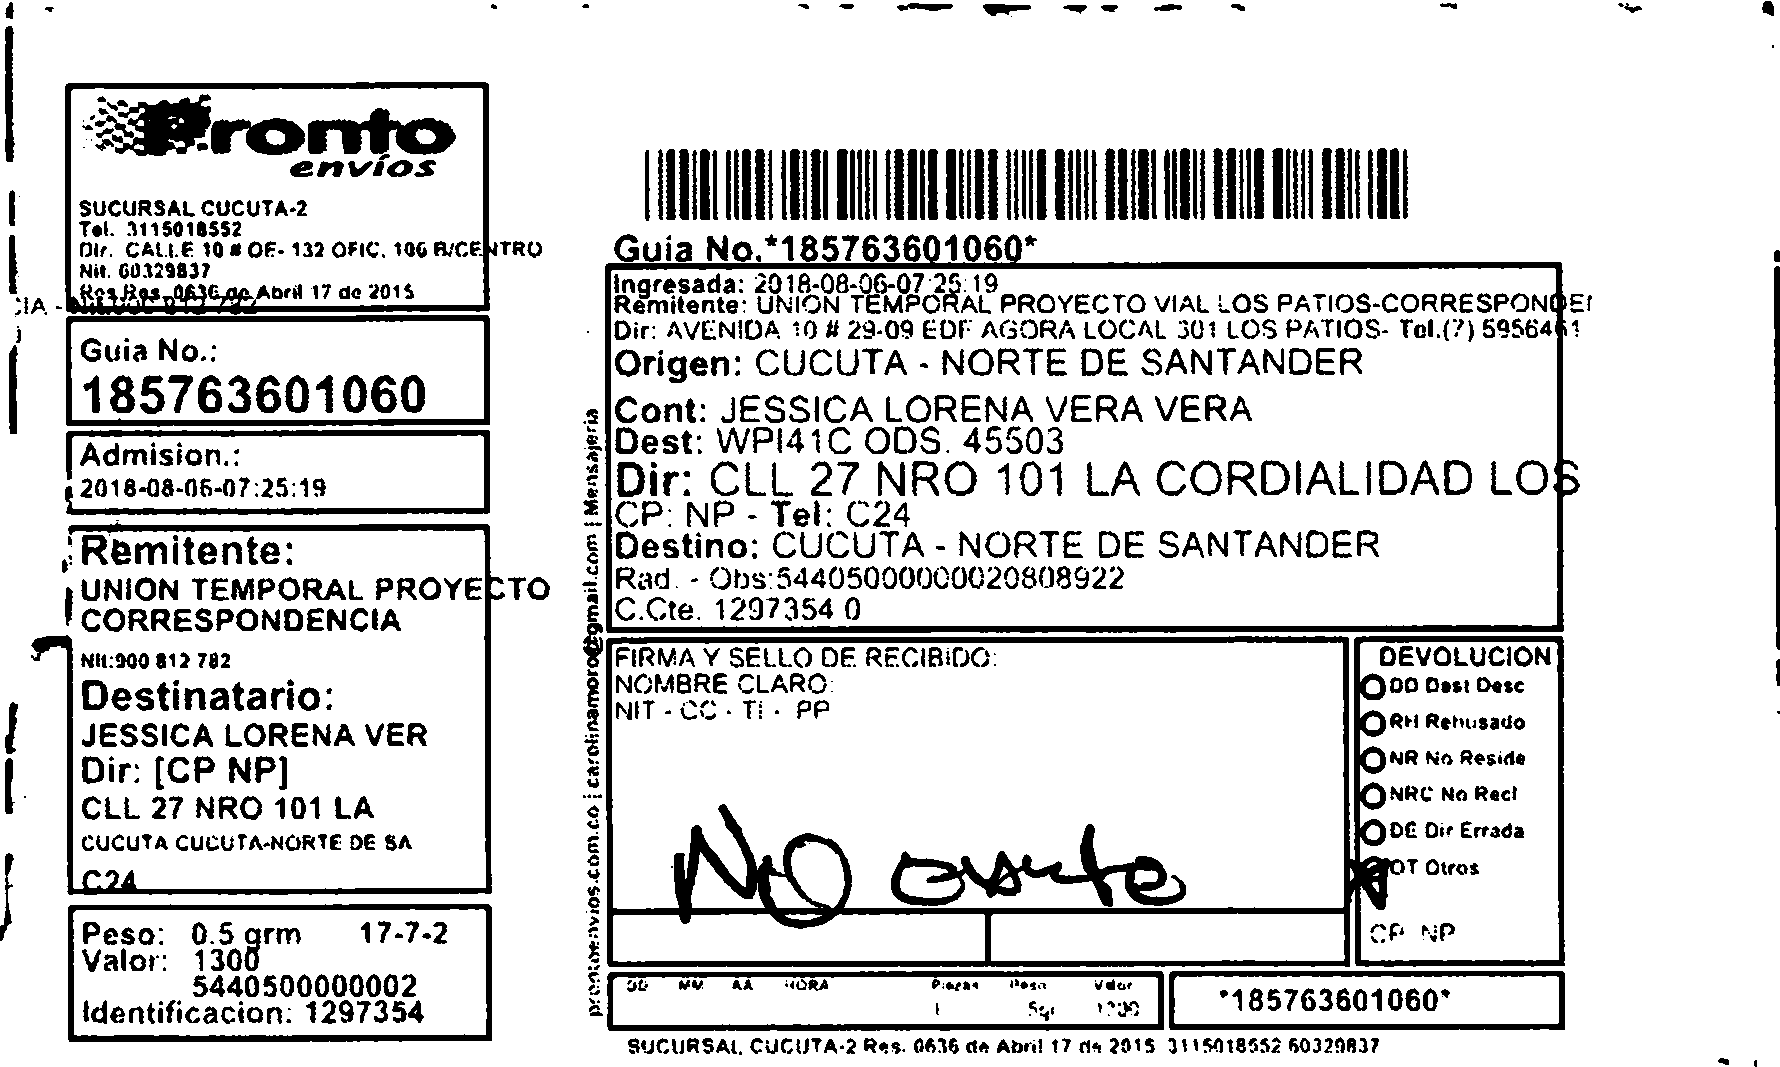 Pronto
envíos
SUCURSAL CUCUTA-2
Tel. 3115018552
Dir. CALLE 10 # OE- 132 OFIC. 106 B/CENTRO
Nit. 60329837
Res Res. 0636 de Abril 17 de 2015
Guia No.:
185763601060
Admision.:
2018-08-06-07:25:19
Remitente:
UNION TEMPORAL PROYECTO
CORRESPONDENCIA
Nit:900 812 782
Destinatario:
JESSICA LORENA VER
Dir: [CP NP]
CLL 27 NRO 101 LA
CUCUTA CUCUTA-NORTE DE SA
C24
Peso: 0.5 grm 17-7-2
Valor: 1300
5440500000002
Identificacion: 1297354
prontoenvios.com.co | carolinamoro@gmail.com | Mensajeria
Guia No.*185763601060*
Ingresada: 2018-08-06-07:25:19
Remitente: UNION TEMPORAL PROYECTO VIAL LOS PATIOS-CORRESPONDEN
Dir: AVENIDA 10 # 29-09 EDF AGORA LOCAL 301 LOS PATIOS- Tel.(7) 5956461
Origen: CUCUTA - NORTE DE SANTANDER
Cont: JESSICA LORENA VERA VERA
Dest: WPI41C ODS. 45503
Dir: CLL 27 NRO 101 LA CORDIALIDAD LOS
CP: NP - Tel: C24
Destino: CUCUTA - NORTE DE SANTANDER
Rad. - Obs:54405000000020808922
C.Cte. 1297354 0
FIRMA Y SELLO DE RECIBIDO:
NOMBRE CLARO:
NIT - CC - TI - PP
No existe
DEVOLUCION
DD Dest Desc
RH Rehusado
NR No Reside
NRC No Recl
DE Dir Errada
OT Otros
CP NP
DD MM AA HORA Piezas Peso Valor
1 5gr 1300
*185763601060*
SUCURSAL CUCUTA-2 Res. 0636 de Abril 17 de 2015 3115018552 60329837